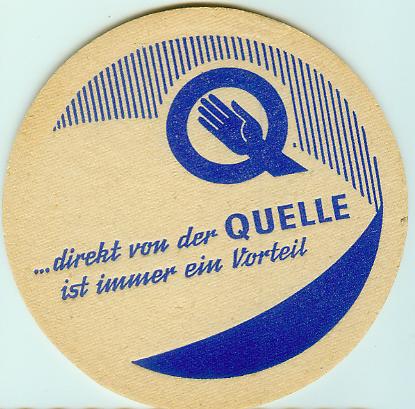 Q
...direkt von der QUELLE
ist immer ein Vorteil